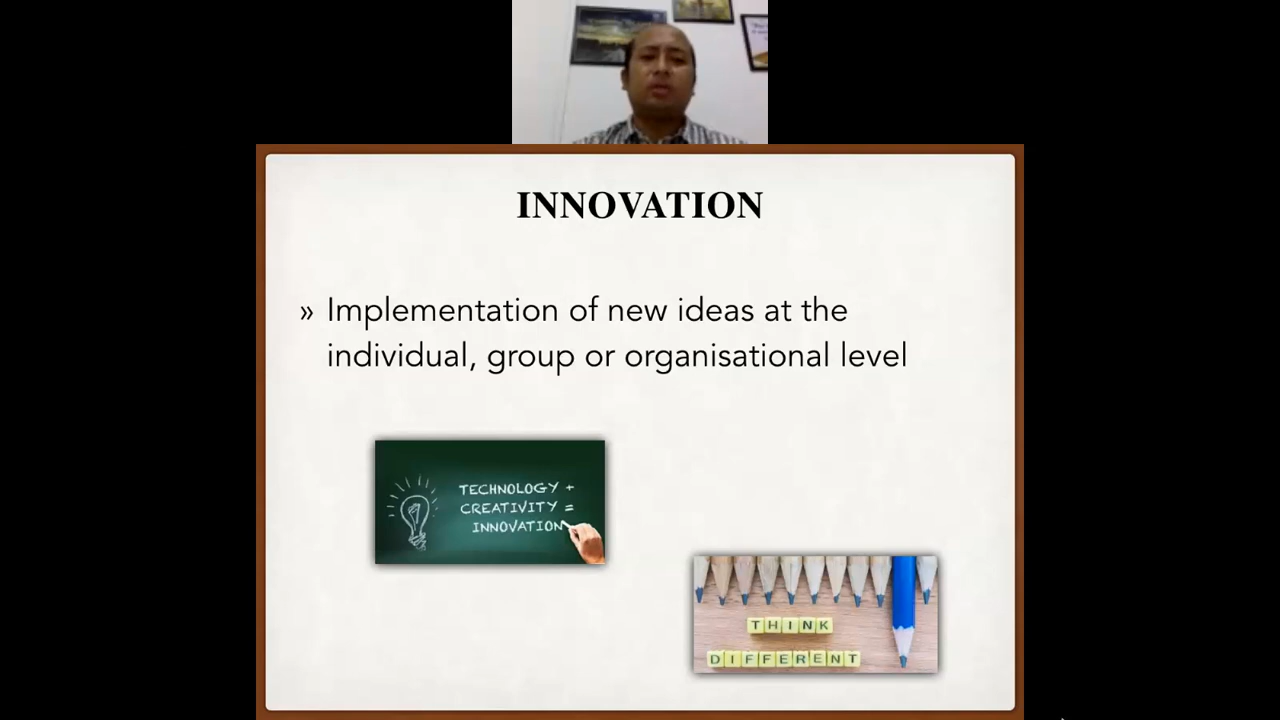 INNOVATION
» Implementation of new ideas at the
individual, group or organisational level
TECHNOLOGY +
CREATIVITY =
INNOVATION
THINK
DIFFERENT